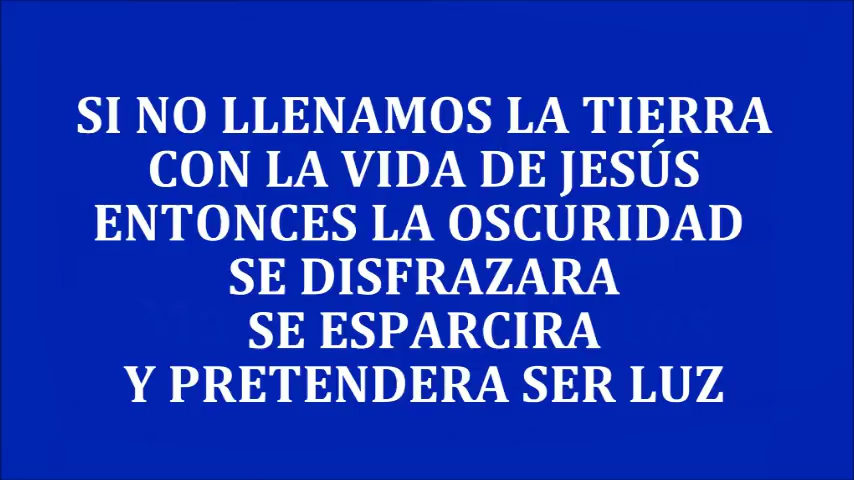 SI NO LLENAMOS LA TIERRA
CON LA VIDA DE JESÚS
ENTONCES LA OSCURIDAD
SE DISFRAZARA
SE ESPARCIRA
Y PRETENDERA SER LUZ